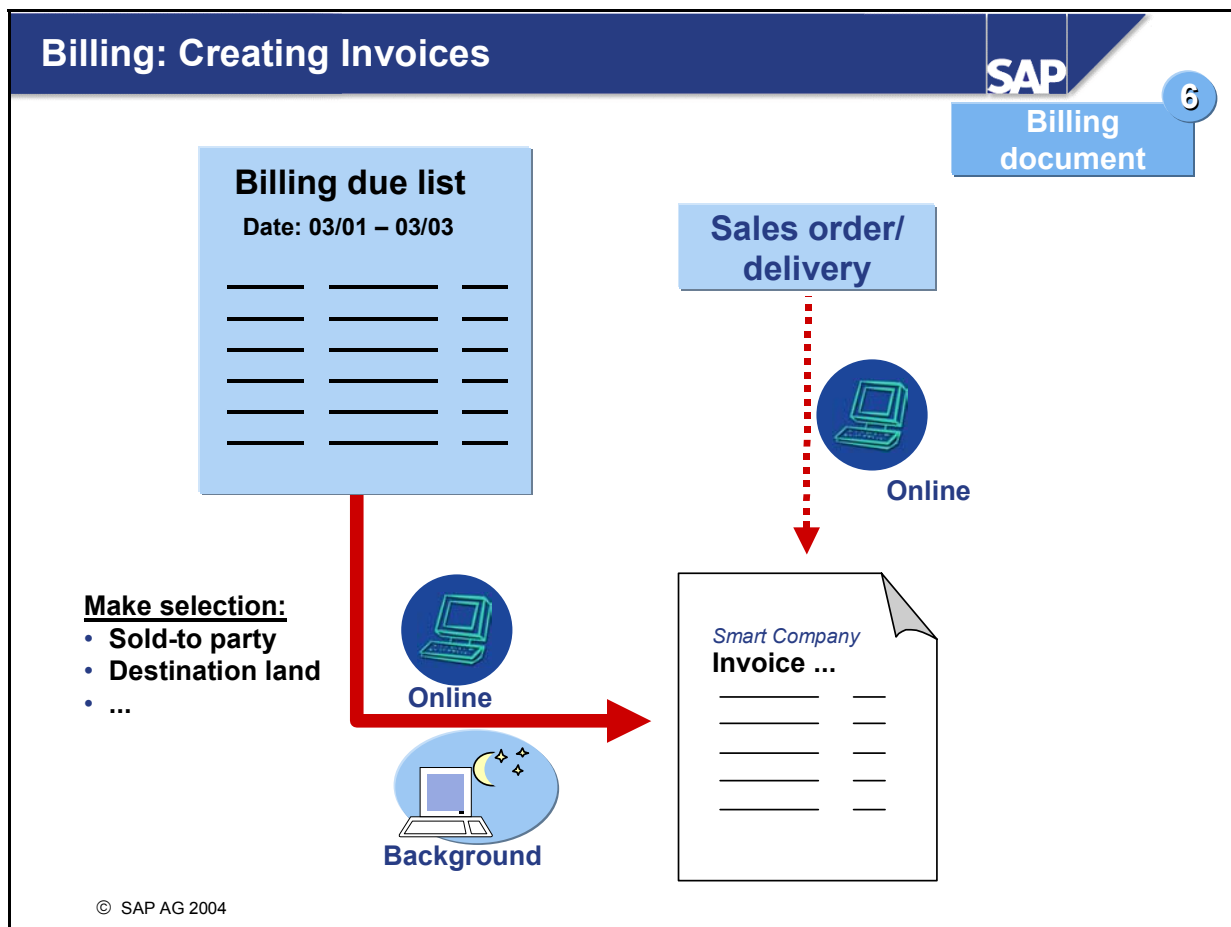 Billing: Creating Invoices
SAP
6
Billing
document
Billing due list
Date: 03/01 – 03/03
Sales order/
delivery
Online
Make selection:
• Sold-to party
• Destination land
• ...
Online
Background
Smart Company
Invoice ...
© SAP AG 2004